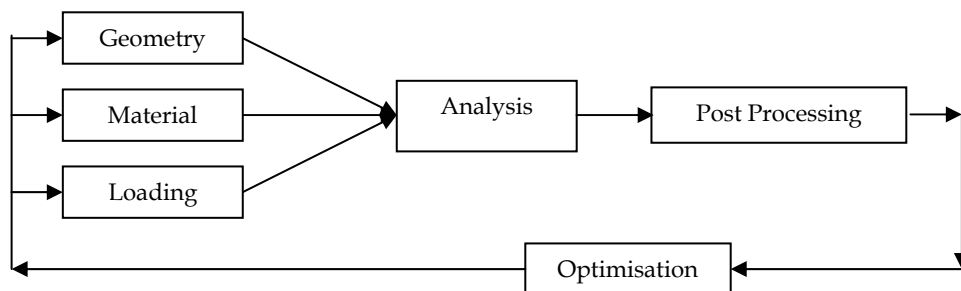 Geometry
Material
Loading
Analysis
Post Processing
Optimisation